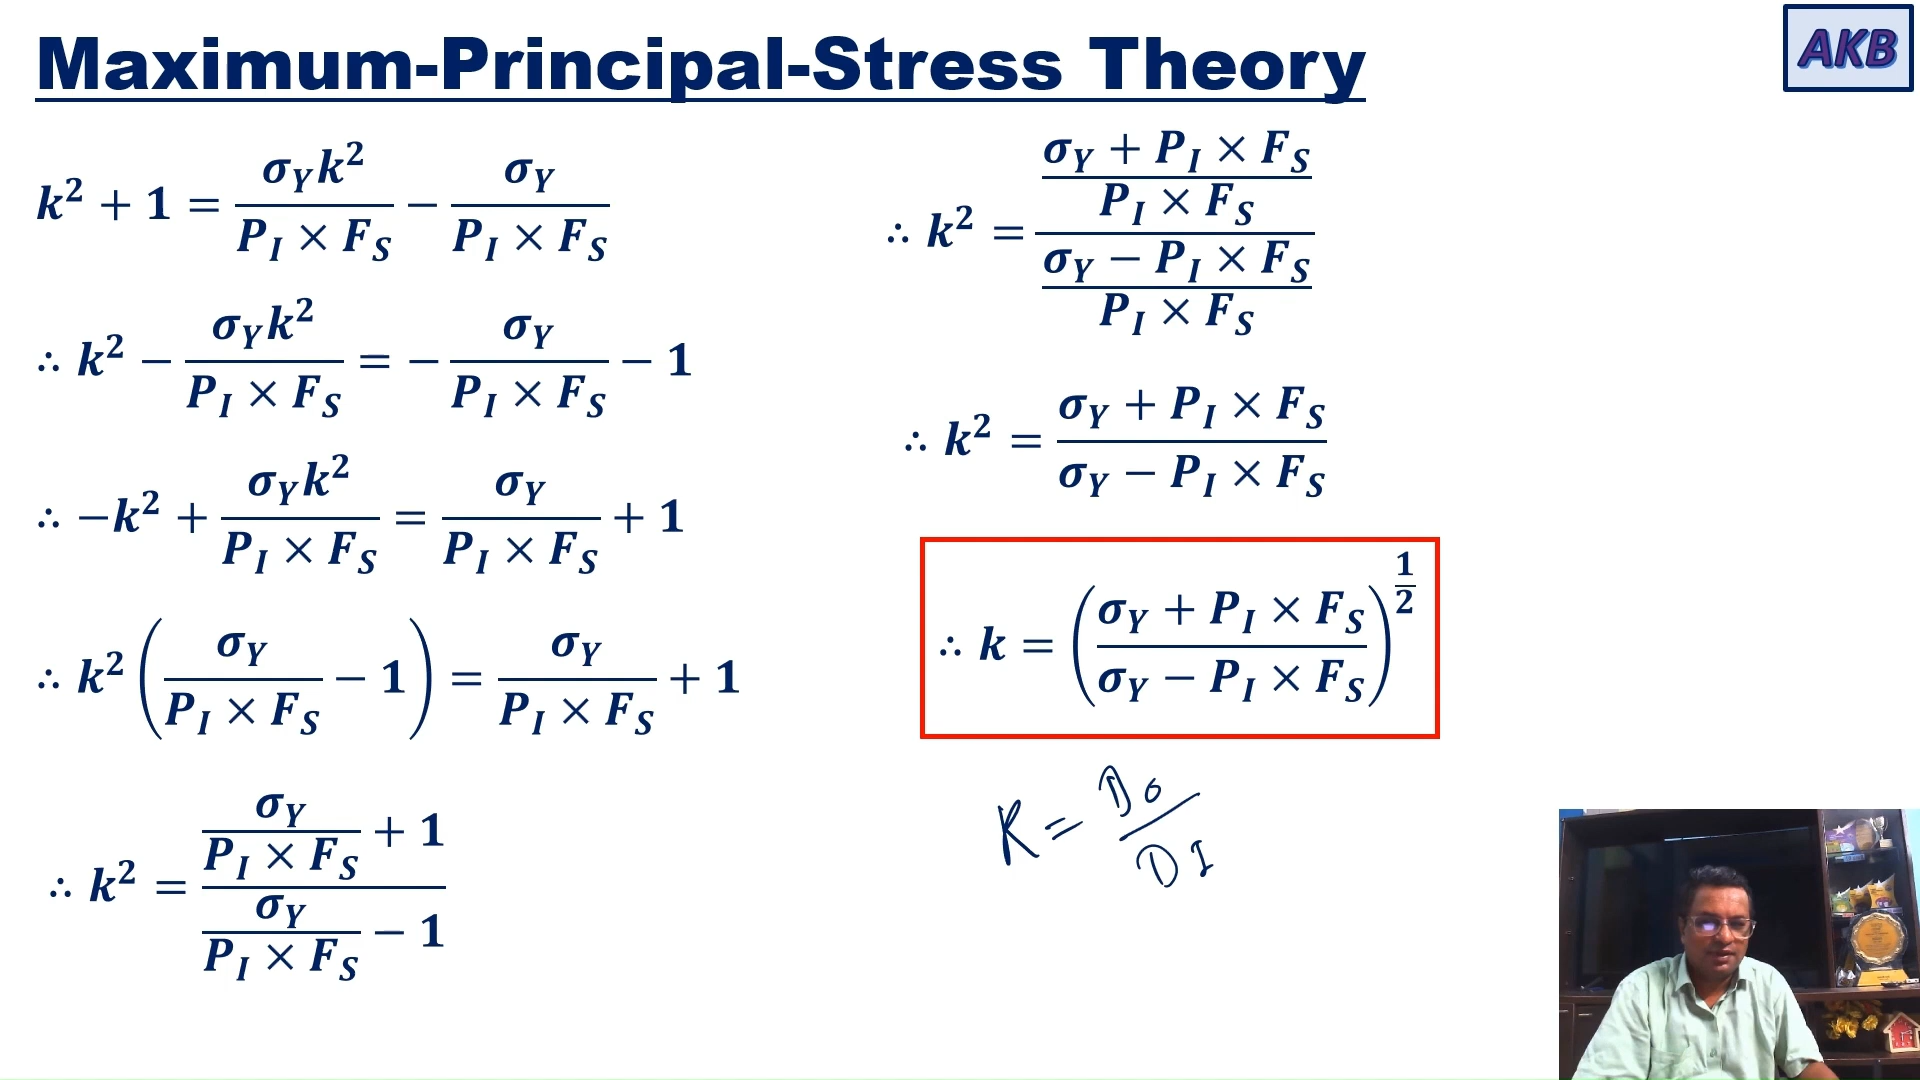 Maximum-Principal-Stress Theory
AKB
k² + 1 = σ_Y k² / (P_I × F_S) − σ_Y / (P_I × F_S)
∴ k² − σ_Y k² / (P_I × F_S) = − σ_Y / (P_I × F_S) − 1
∴ −k² + σ_Y k² / (P_I × F_S) = σ_Y / (P_I × F_S) + 1
∴ k² (σ_Y / (P_I × F_S) − 1) = σ_Y / (P_I × F_S) + 1
∴ k² = (σ_Y / (P_I × F_S) + 1) / (σ_Y / (P_I × F_S) − 1)
∴ k² = ((σ_Y + P_I × F_S) / (P_I × F_S)) / ((σ_Y − P_I × F_S) / (P_I × F_S))
∴ k² = (σ_Y + P_I × F_S) / (σ_Y − P_I × F_S)
∴ k = ((σ_Y + P_I × F_S) / (σ_Y − P_I × F_S))^(1/2)
K = D_o / D_I